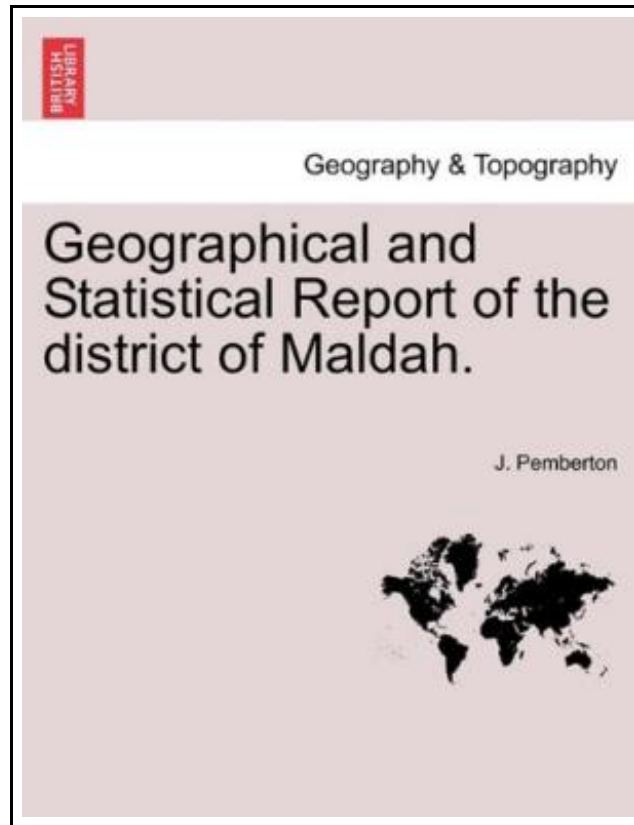 BRITISH
LIBRARY
Geography & Topography
Geographical and
Statistical Report of the
district of Maldah.
J. Pemberton